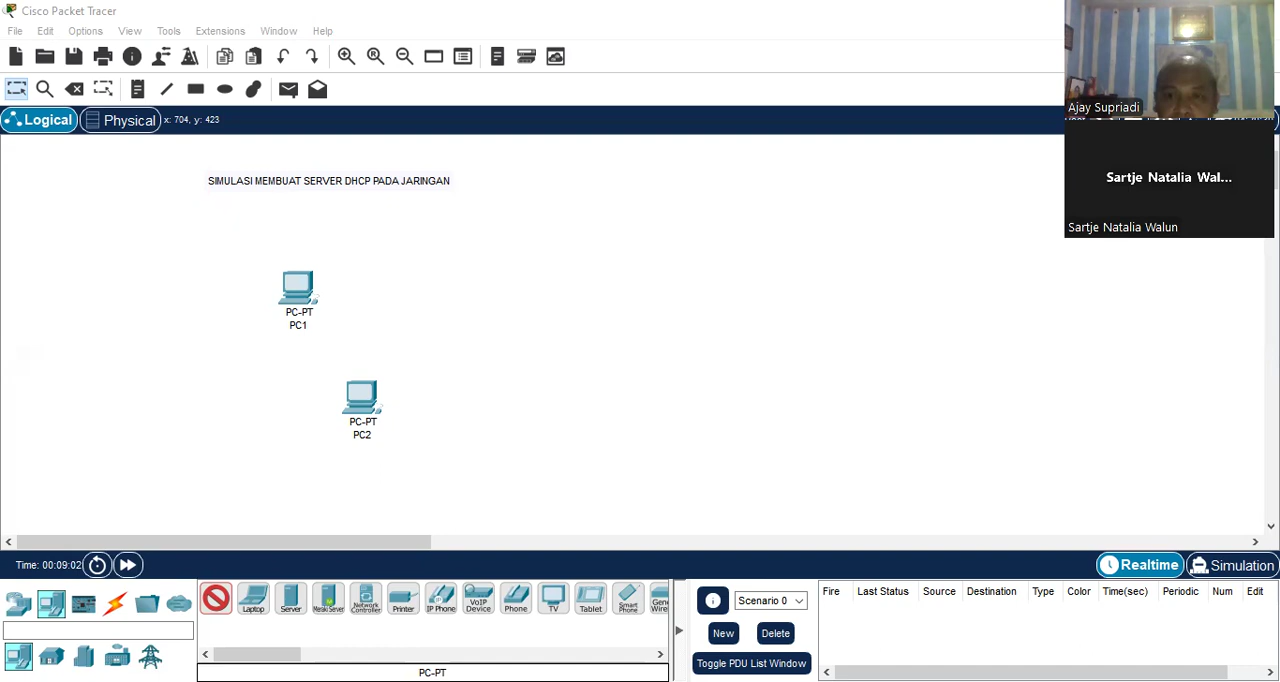 Cisco Packet Tracer
File Edit Options View Tools Extensions Window Help
Logical Physical x: 704, y: 423
Ajay Supriadi
Sartje Natalia Wal...
Sartje Natalia Walun
SIMULASI MEMBUAT SERVER DHCP PADA JARINGAN
PC-PT
PC1
PC-PT
PC2
Time: 00:09:02
Realtime Simulation
Laptop Server Meraki Server Network Controller Printer IP Phone VoIP Device Phone TV Tablet Smart Phone
PC-PT
Scenario 0
New Delete
Toggle PDU List Window
Fire Last Status Source Destination Type Color Time(sec) Periodic Num Edit